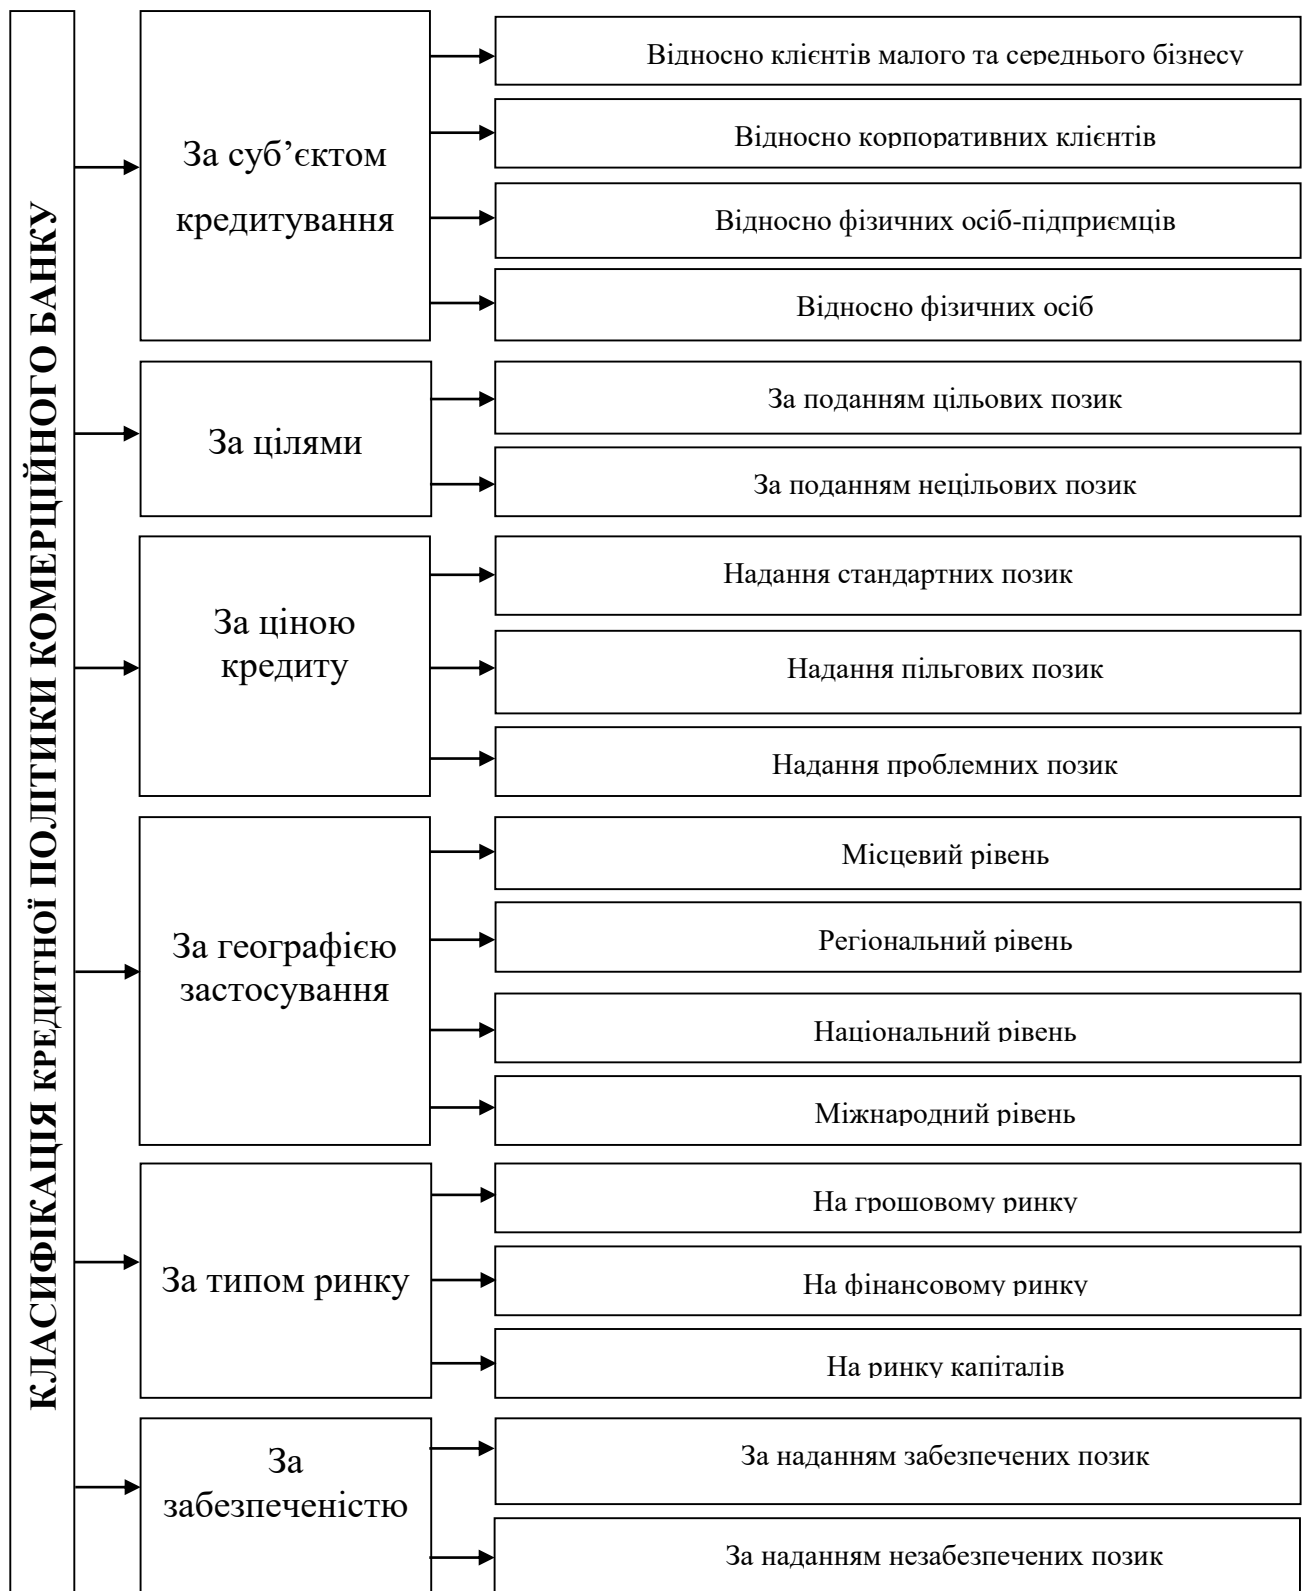 КЛАСИФІКАЦІЯ КРЕДИТНОЇ ПОЛІТИКИ КОМЕРЦІЙНОГО БАНКУ
За суб’єктом
кредитування
Відносно клієнтів малого та середнього бізнесу
Відносно корпоративних клієнтів
Відносно фізичних осіб-підприємців
Відносно фізичних осіб
За цілями
За поданням цільових позик
За поданням нецільових позик
За ціною
кредиту
Надання стандартних позик
Надання пільгових позик
Надання проблемних позик
За географією
застосування
Місцевий рівень
Регіональний рівень
Національний рівень
Міжнародний рівень
За типом ринку
На грошовому ринку
На фінансовому ринку
На ринку капіталів
За
забезпеченістю
За наданням забезпечених позик
За наданням незабезпечених позик